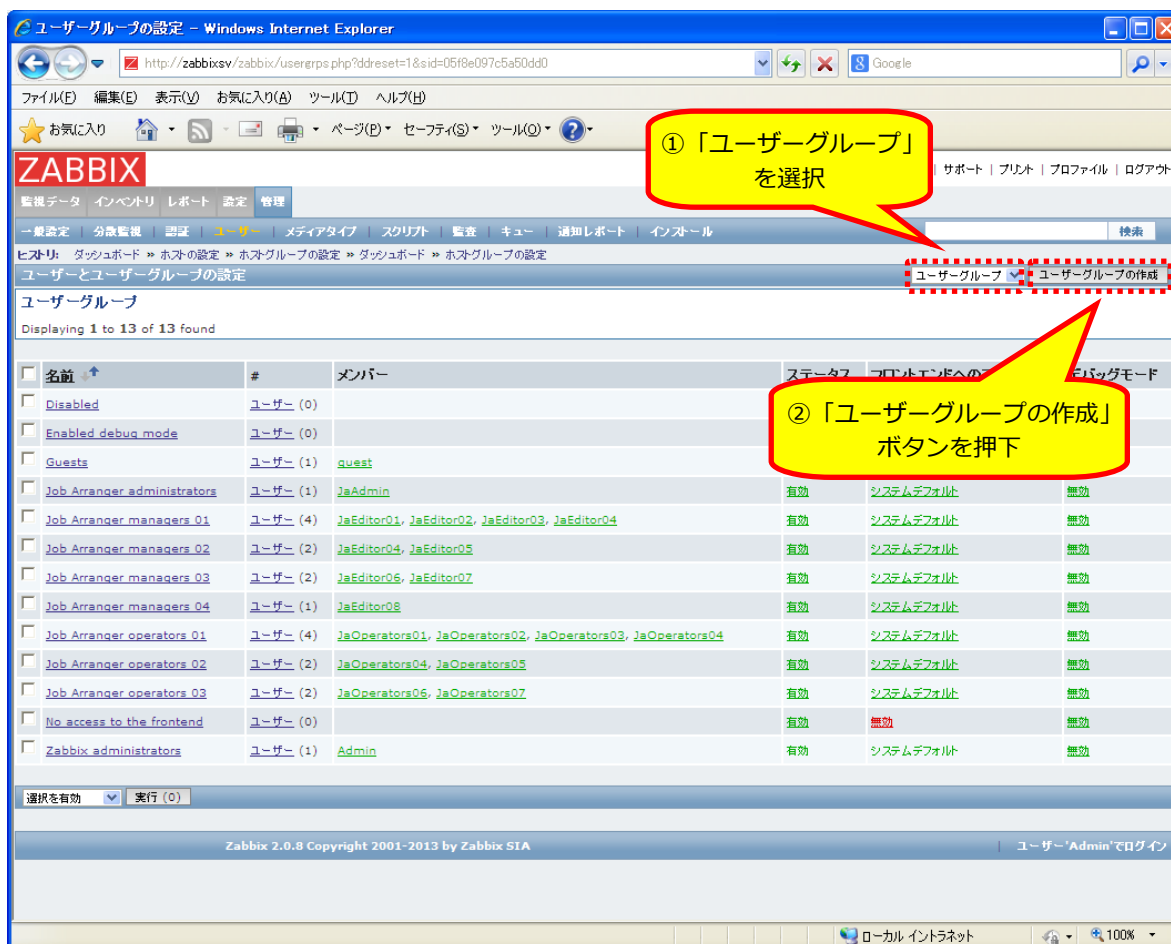 ユーザーグループの設定 - Windows Internet Explorer
http://zabbixsv/zabbix/usergrps.php?ddreset=1&sid=05f8e097c5a50dd0
Google
ファイル(F) 編集(E) 表示(V) お気に入り(A) ツール(T) ヘルプ(H)
お気に入り ページ(P) セーフティ(S) ツール(O)
①「ユーザーグループ」
を選択
ZABBIX
| サポート | プリント | プロファイル | ログアウト
監視データ インベントリ レポート 設定 管理
一般設定 | 分散監視 | 認証 | ユーザー | メディアタイプ | スクリプト | 監査 | キュー | 通知レポート | インストール
検索
ヒストリ: ダッシュボード » ホストの設定 » ホストグループの設定 » ダッシュボード » ホストグループの設定
ユーザーとユーザーグループの設定
ユーザーグループ ユーザーグループの作成
ユーザーグループ
Displaying 1 to 13 of 13 found
名前 # メンバー ステータス フロントエンドへの デバッグモード
②「ユーザーグループの作成」
ボタンを押下
Disabled ユーザー (0)
Enabled debug mode ユーザー (0)
Guests ユーザー (1) guest
Job Arranger administrators ユーザー (1) JaAdmin 有効 システムデフォルト 無効
Job Arranger managers 01 ユーザー (4) JaEditor01, JaEditor02, JaEditor03, JaEditor04 有効 システムデフォルト 無効
Job Arranger managers 02 ユーザー (2) JaEditor04, JaEditor05 有効 システムデフォルト 無効
Job Arranger managers 03 ユーザー (2) JaEditor06, JaEditor07 有効 システムデフォルト 無効
Job Arranger managers 04 ユーザー (1) JaEditor08 有効 システムデフォルト 無効
Job Arranger operators 01 ユーザー (4) JaOperators01, JaOperators02, JaOperators03, JaOperators04 有効 システムデフォルト 無効
Job Arranger operators 02 ユーザー (2) JaOperators04, JaOperators05 有効 システムデフォルト 無効
Job Arranger operators 03 ユーザー (2) JaOperators06, JaOperators07 有効 システムデフォルト 無効
No access to the frontend ユーザー (0) 有効 無効 無効
Zabbix administrators ユーザー (1) Admin 有効 システムデフォルト 無効
選択を有効 実行 (0)
Zabbix 2.0.8 Copyright 2001-2013 by Zabbix SIA | ユーザー'Admin'でログイン
ローカル イントラネット 100%